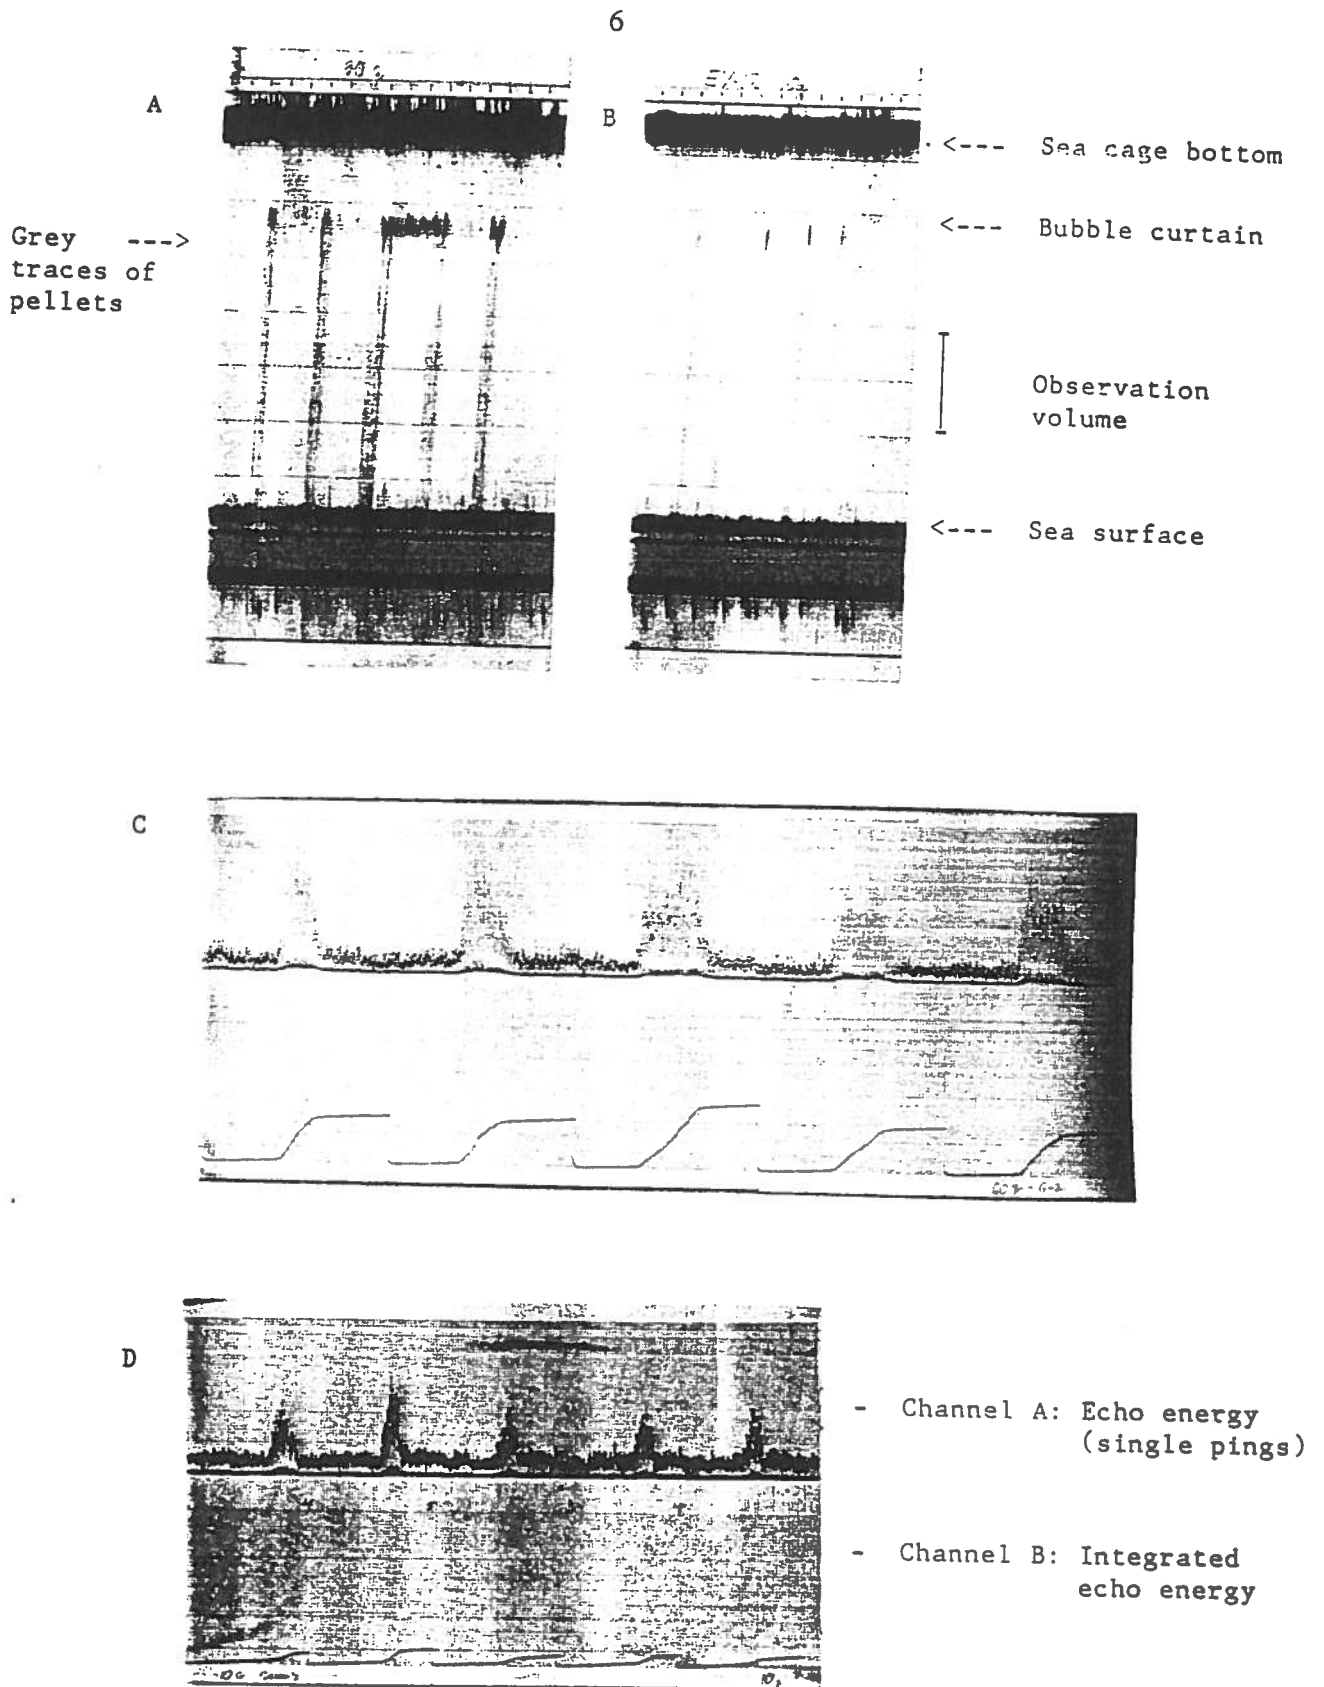 6
A
B
<--- Sea cage bottom
<--- Bubble curtain
Grey --->
traces of
pellets
Observation
volume
<--- Sea surface
C
D
- Channel A: Echo energy
(single pings)
- Channel B: Integrated
echo energy